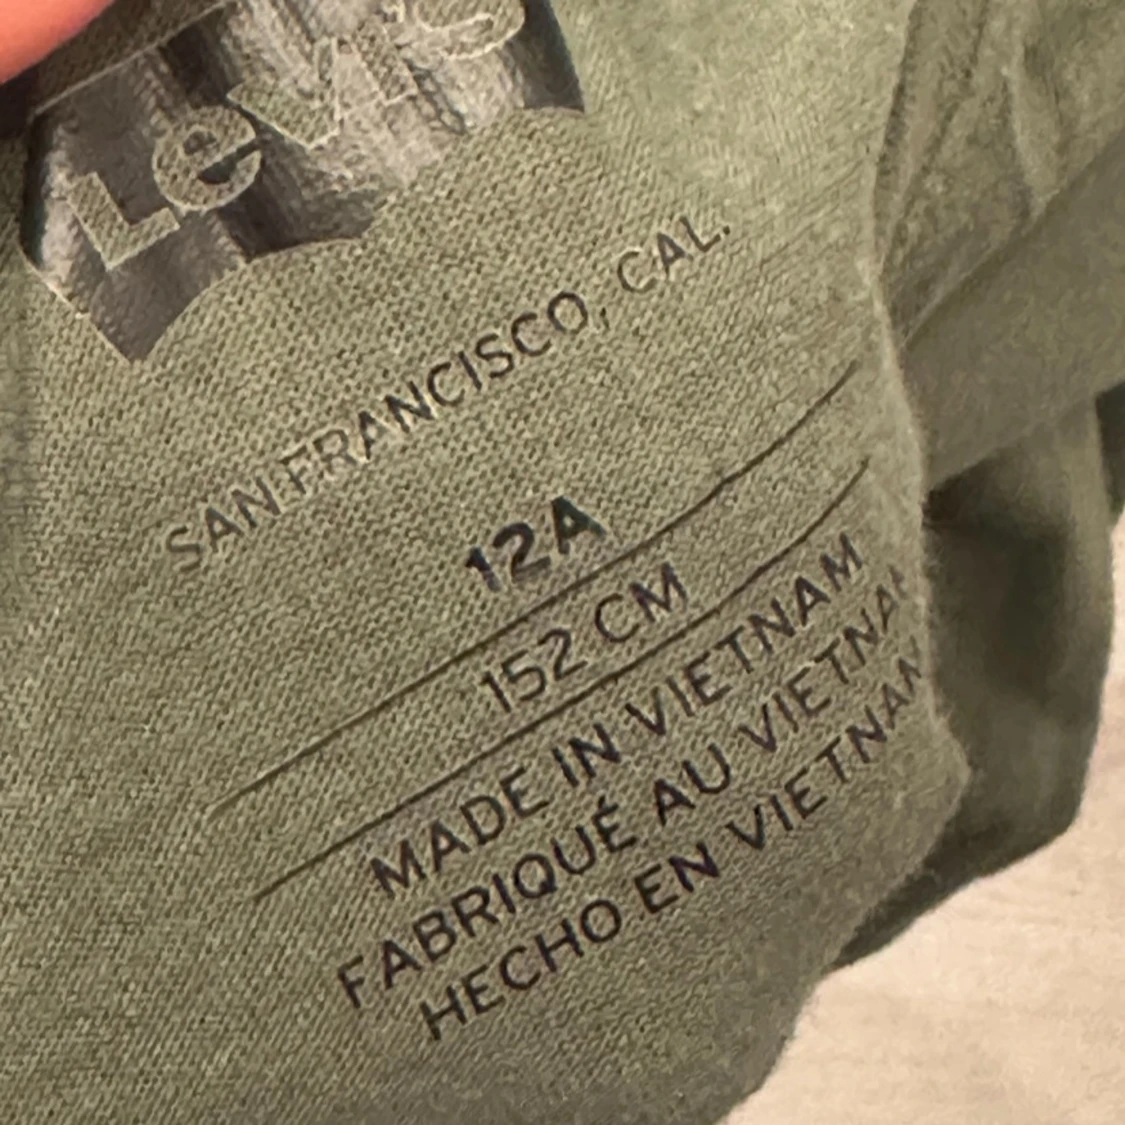 Levi's
SAN FRANCISCO, CAL.
12A
152 CM
MADE IN VIETNAM
FABRIQUÉ AU VIETNAM
HECHO EN VIETNAM